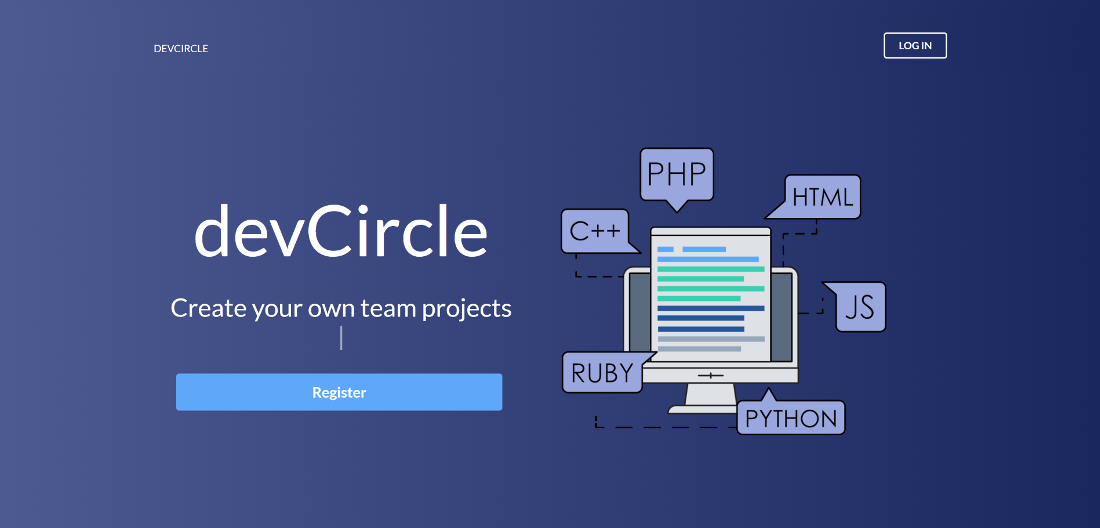 DEVCIRCLE
LOG IN
devCircle
Create your own team projects
Register
PHP
HTML
C++
JS
RUBY
PYTHON